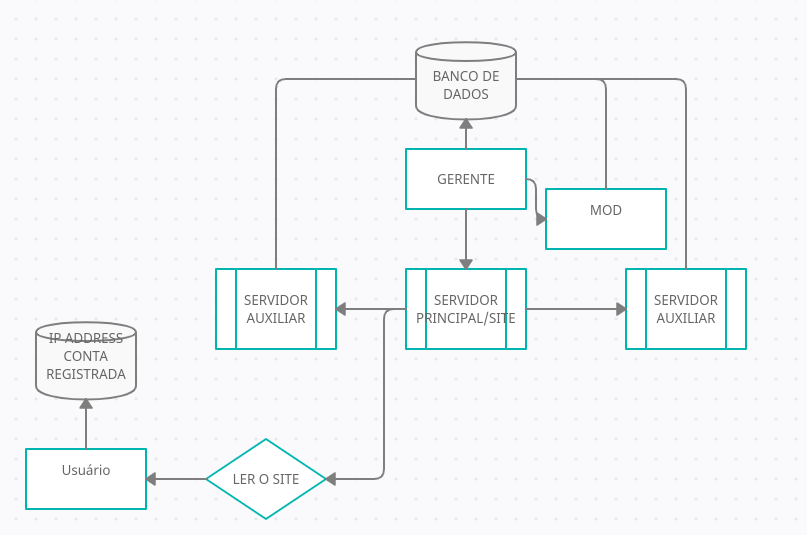 BANCO DE
DADOS
GERENTE
MOD
SERVIDOR
AUXILIAR
SERVIDOR
PRINCIPAL/SITE
SERVIDOR
AUXILIAR
IP ADDRESS
CONTA
REGISTRADA
Usuário
LER O SITE